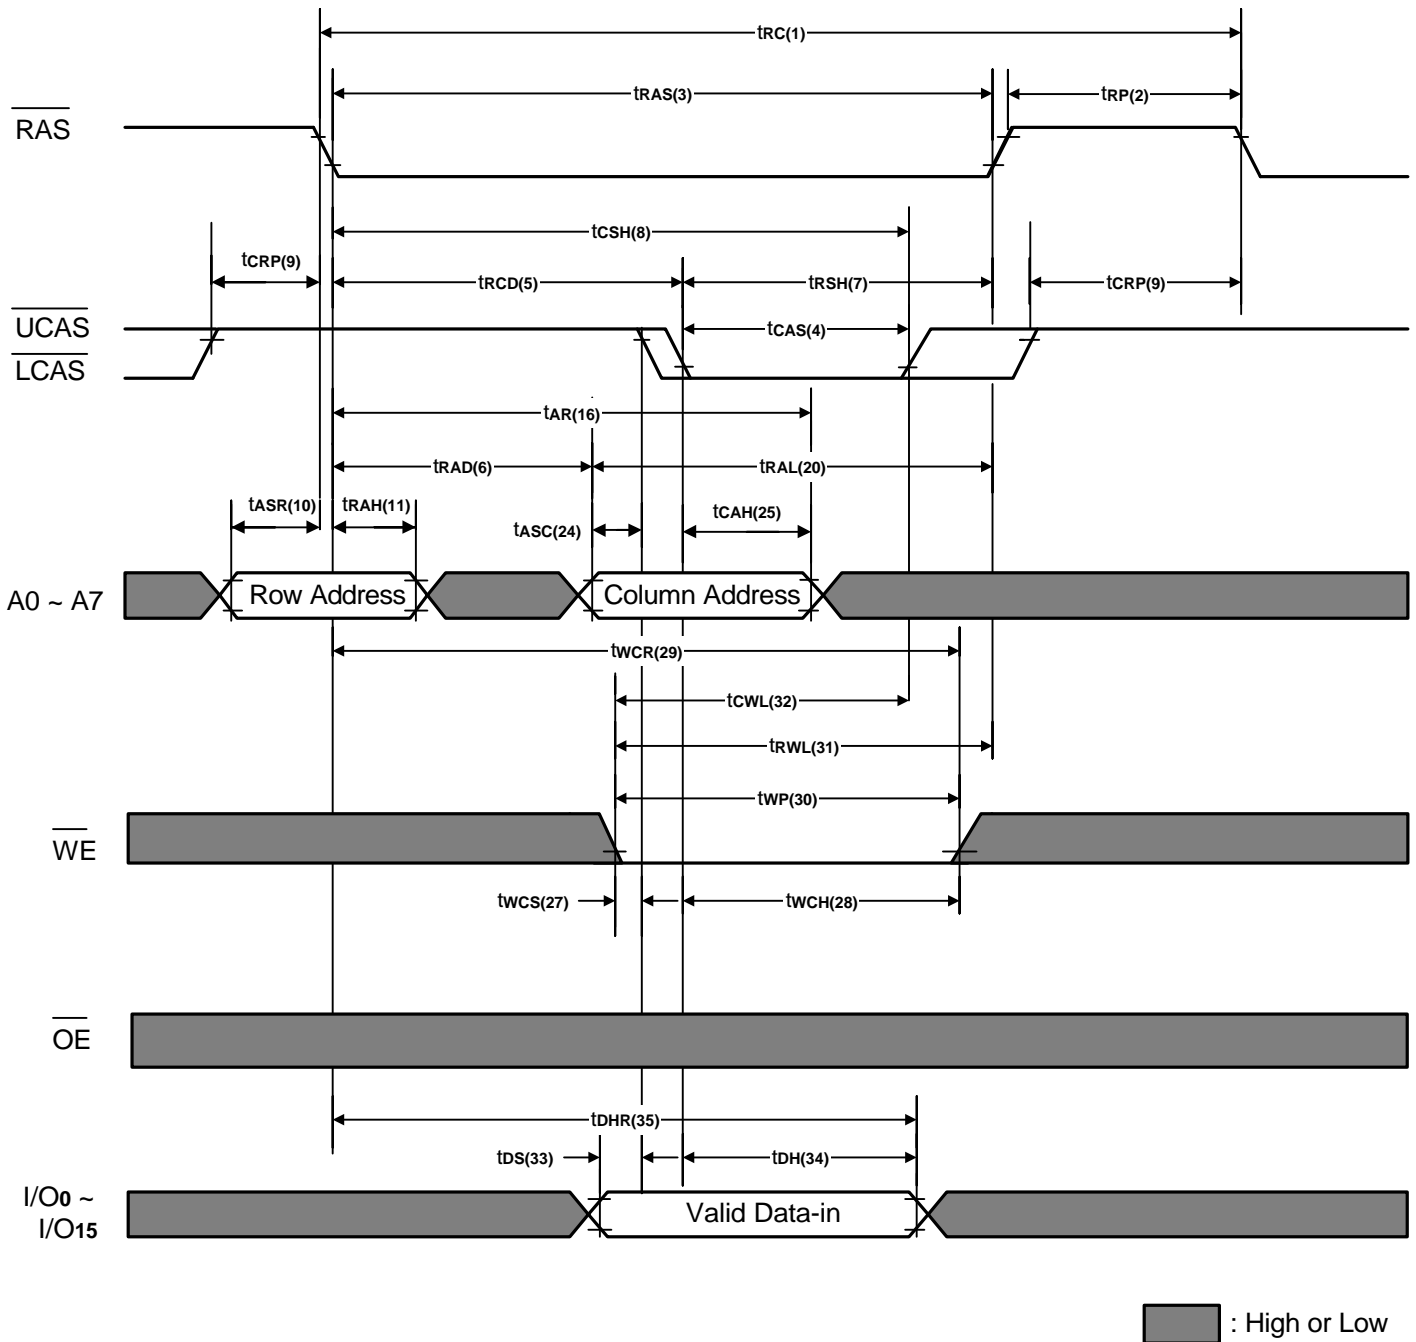 tRC(1)
tRAS(3)
tRP(2)
RAS
tCSH(8)
tCRP(9)
tRCD(5)
tRSH(7)
tCRP(9)
UCAS
tCAS(4)
LCAS
tAR(16)
tRAD(6)
tRAL(20)
tASR(10)
tRAH(11)
tASC(24)
tCAH(25)
A0 ~ A7
Row Address
Column Address
tWCR(29)
tCWL(32)
tRWL(31)
tWP(30)
WE
tWCS(27)
tWCH(28)
OE
tDHR(35)
tDS(33)
tDH(34)
I/O0 ~
I/O15
Valid Data-in
: High or Low